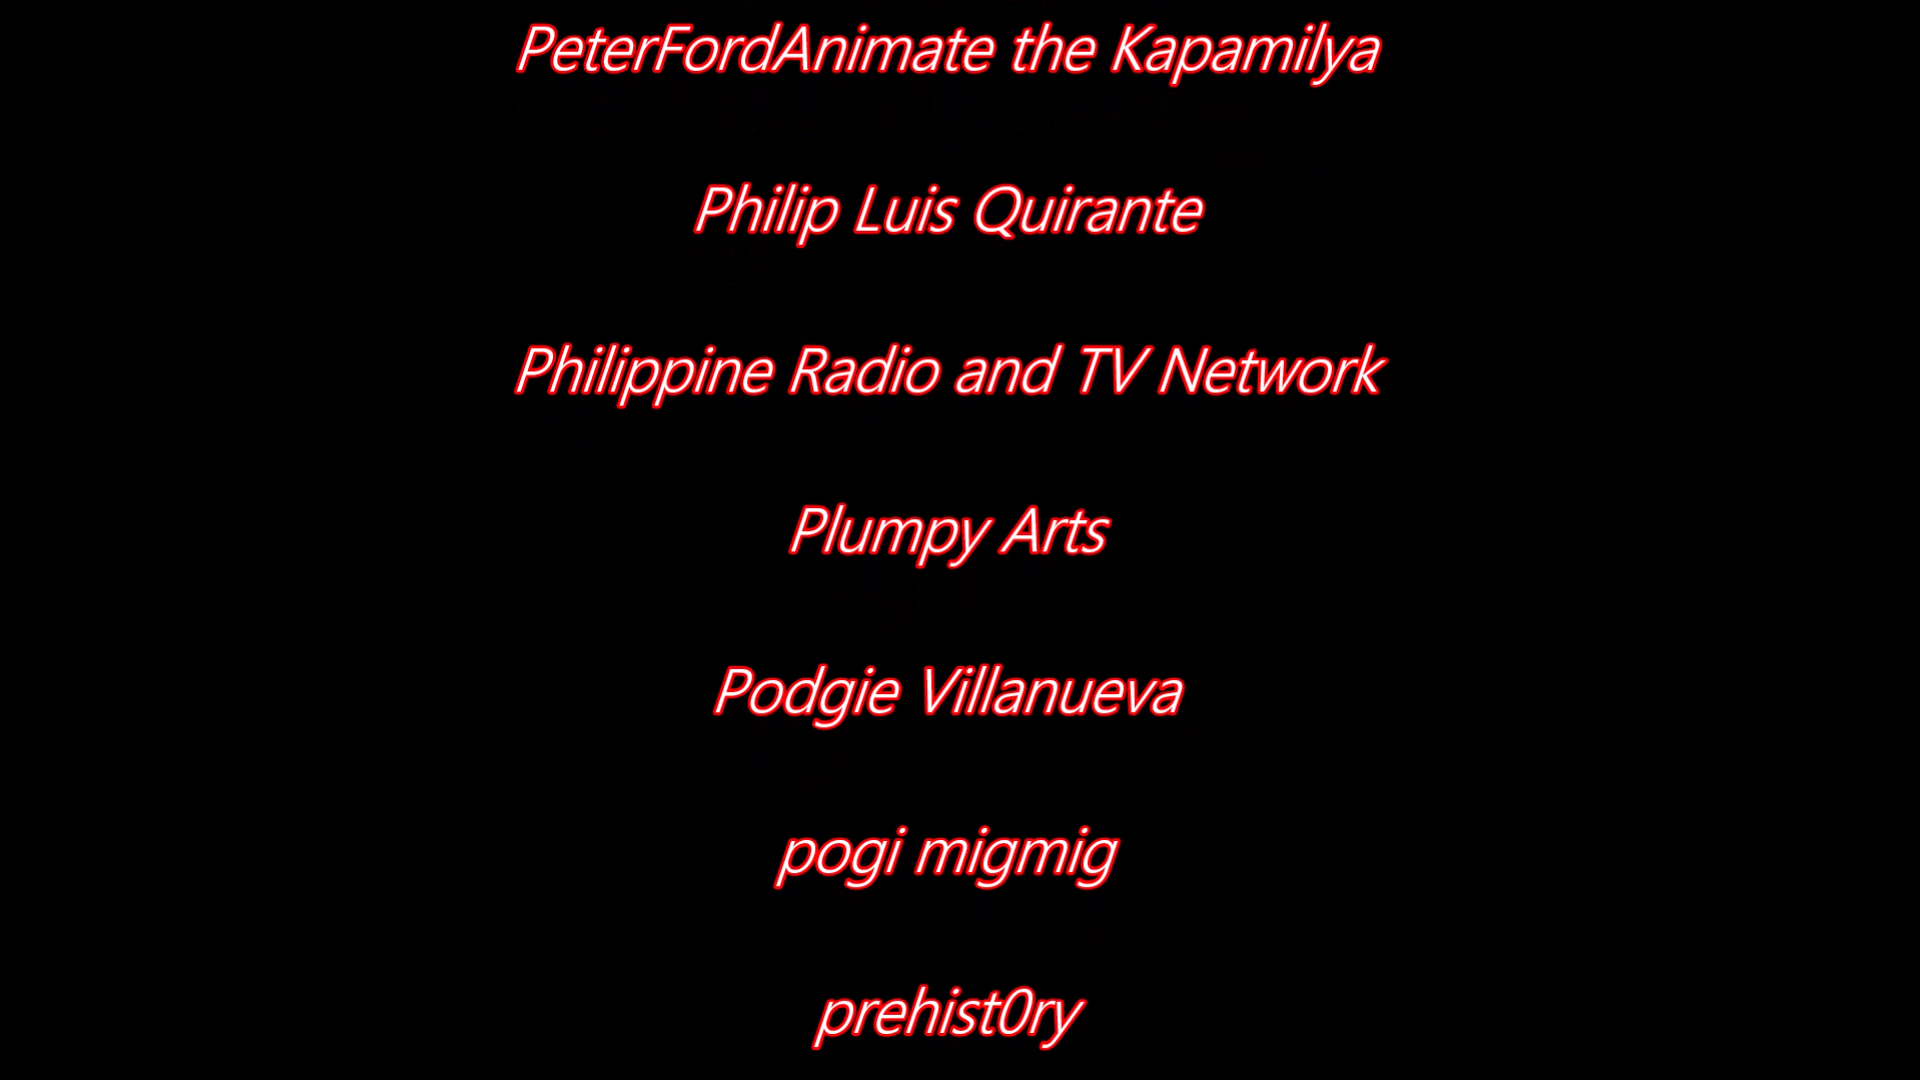 PeterFordAnimate the Kapamilya
Philip Luis Quirante
Philippine Radio and TV Network
Plumpy Arts
Podgie Villanueva
pogi migmig
prehist0ry